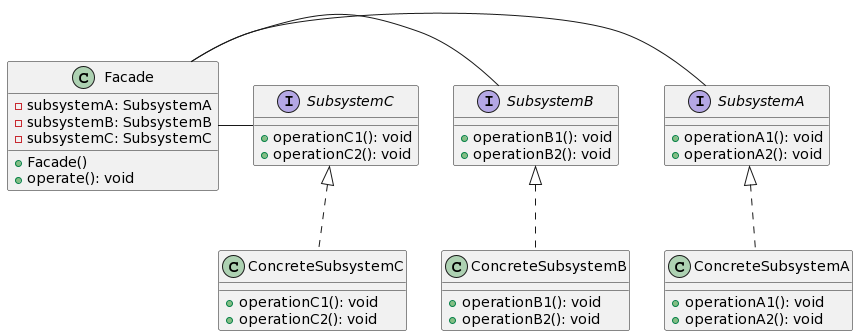 C Facade
subsystemA: SubsystemA
subsystemB: SubsystemB
subsystemC: SubsystemC
Facade()
operate(): void
I SubsystemC
operationC1(): void
operationC2(): void
I SubsystemB
operationB1(): void
operationB2(): void
I SubsystemA
operationA1(): void
operationA2(): void
C ConcreteSubsystemC
operationC1(): void
operationC2(): void
C ConcreteSubsystemB
operationB1(): void
operationB2(): void
C ConcreteSubsystemA
operationA1(): void
operationA2(): void